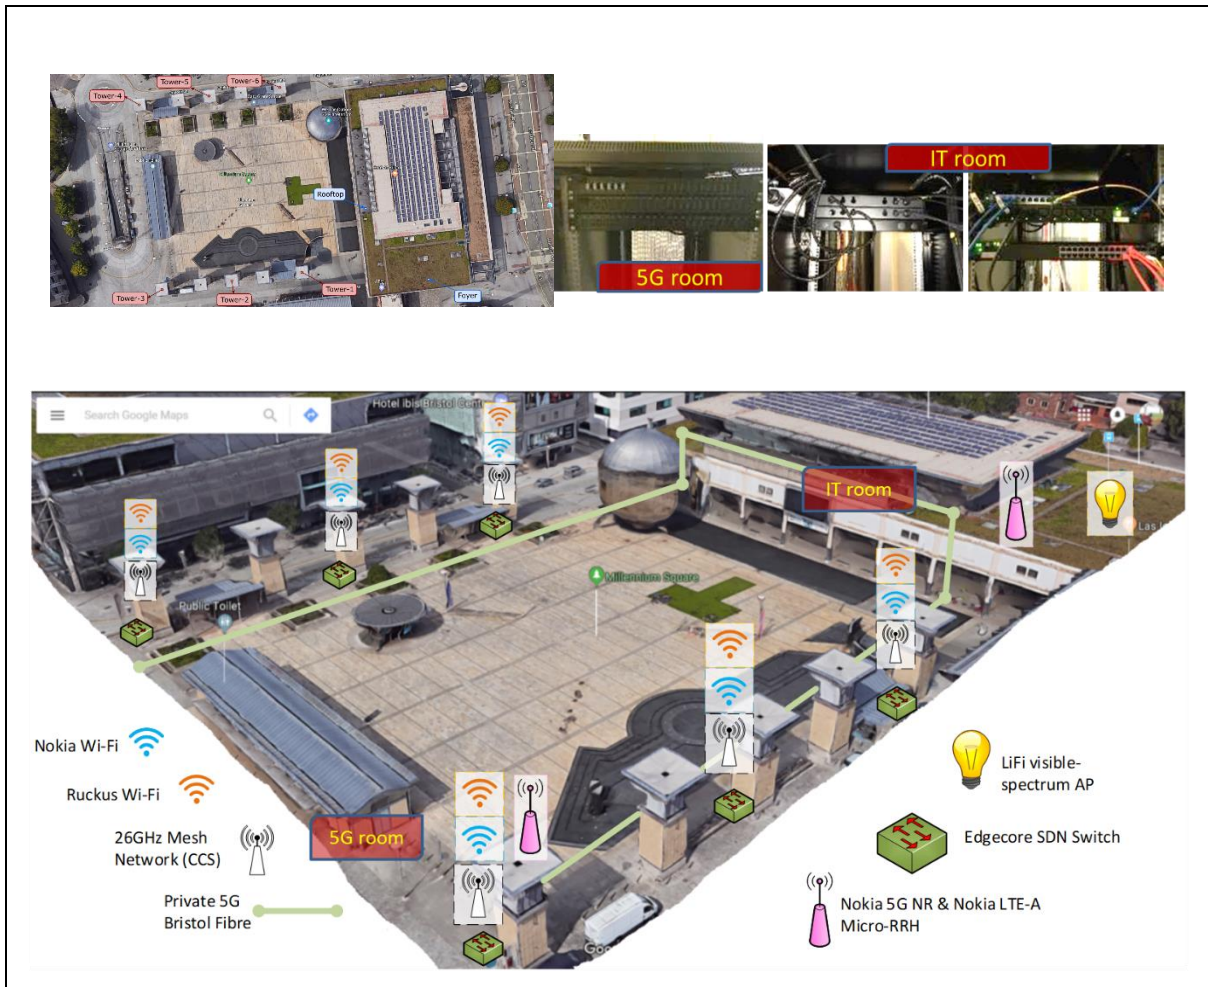 Tower-5
Tower-6
Tower-4
Rooftop
Tower-3
Tower-2
Tower-1
Foyer
5G room
IT room
Search Google Maps
Hotel ibis Bristol Cent
IT room
Las I
Millennium Square
Public Toilet
5G room
Nokia Wi-Fi
Ruckus Wi-Fi
26GHz Mesh
Network (CCS)
Private 5G
Bristol Fibre
LiFi visible-
spectrum AP
Edgecore SDN Switch
Nokia 5G NR & Nokia LTE-A
Micro-RRH
Goo